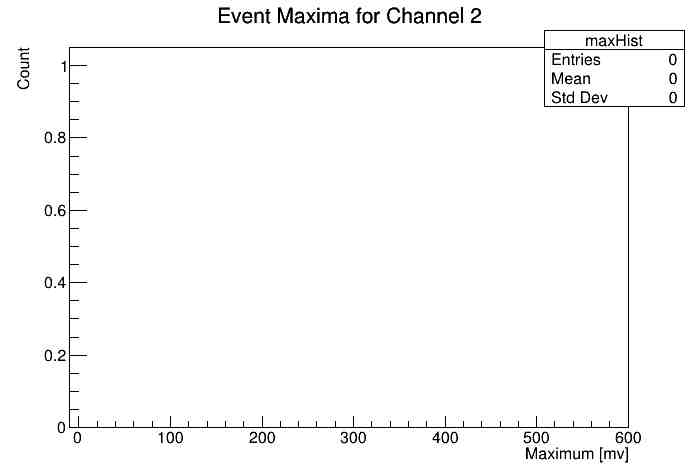 Event Maxima for Channel 2
maxHist
Entries 0
Mean 0
Std Dev 0
Count
1
0.8
0.6
0.4
0.2
0
0 100 200 300 400 500 600
Maximum [mv]